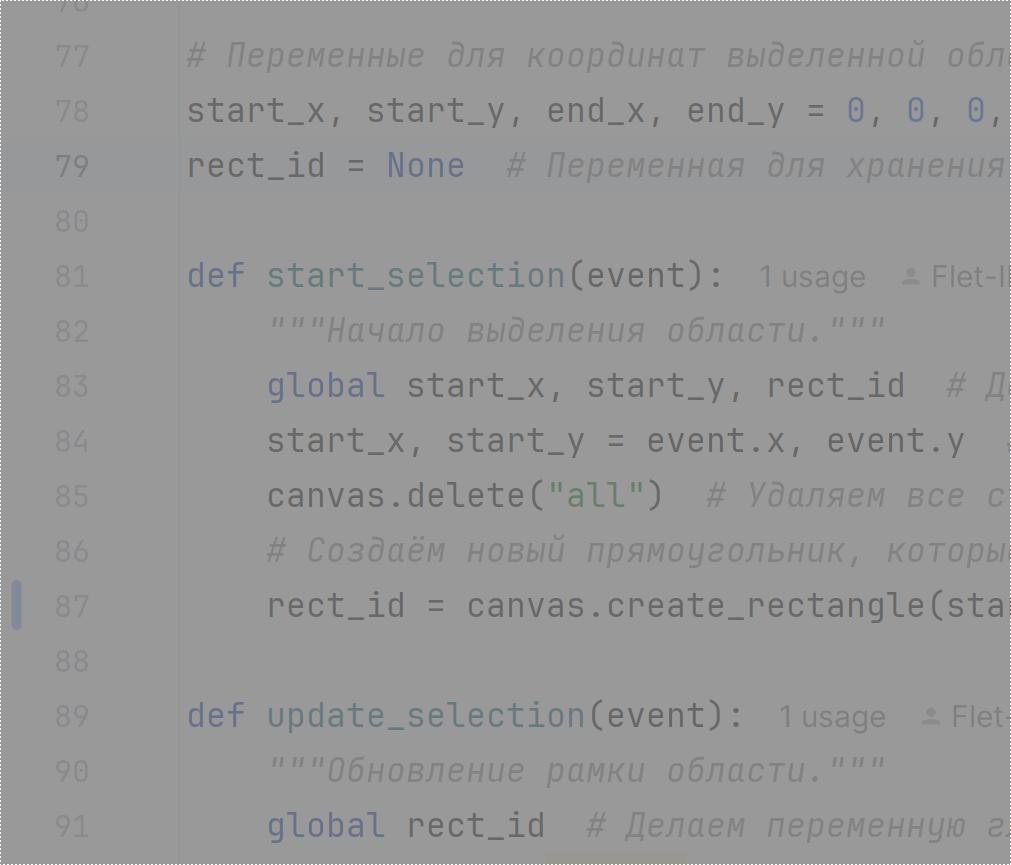 77 # Переменные для координат выделенной обл
78 start_x, start_y, end_x, end_y = 0, 0, 0,
79 rect_id = None # Переменная для хранения
80
81 def start_selection(event): 1 usage Flet-
82 """Начало выделения области."""
83 global start_x, start_y, rect_id # Д
84 start_x, start_y = event.x, event.y
85 canvas.delete("all") # Удаляем все с
86 # Создаём новый прямоугольник, которы
87 rect_id = canvas.create_rectangle(sta
88
89 def update_selection(event): 1 usage Flet-
90 """Обновление рамки области."""
91 global rect_id # Делаем переменную гл